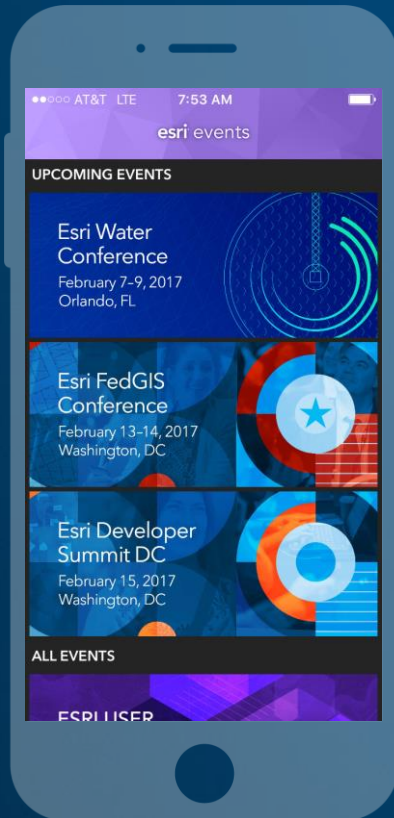 AT&T LTE 7:53 AM
esri events
UPCOMING EVENTS
Esri Water
Conference
February 7-9, 2017
Orlando, FL
Esri FedGIS
Conference
February 13-14, 2017
Washington, DC
Esri Developer
Summit DC
February 15, 2017
Washington, DC
ALL EVENTS
ESRI USER